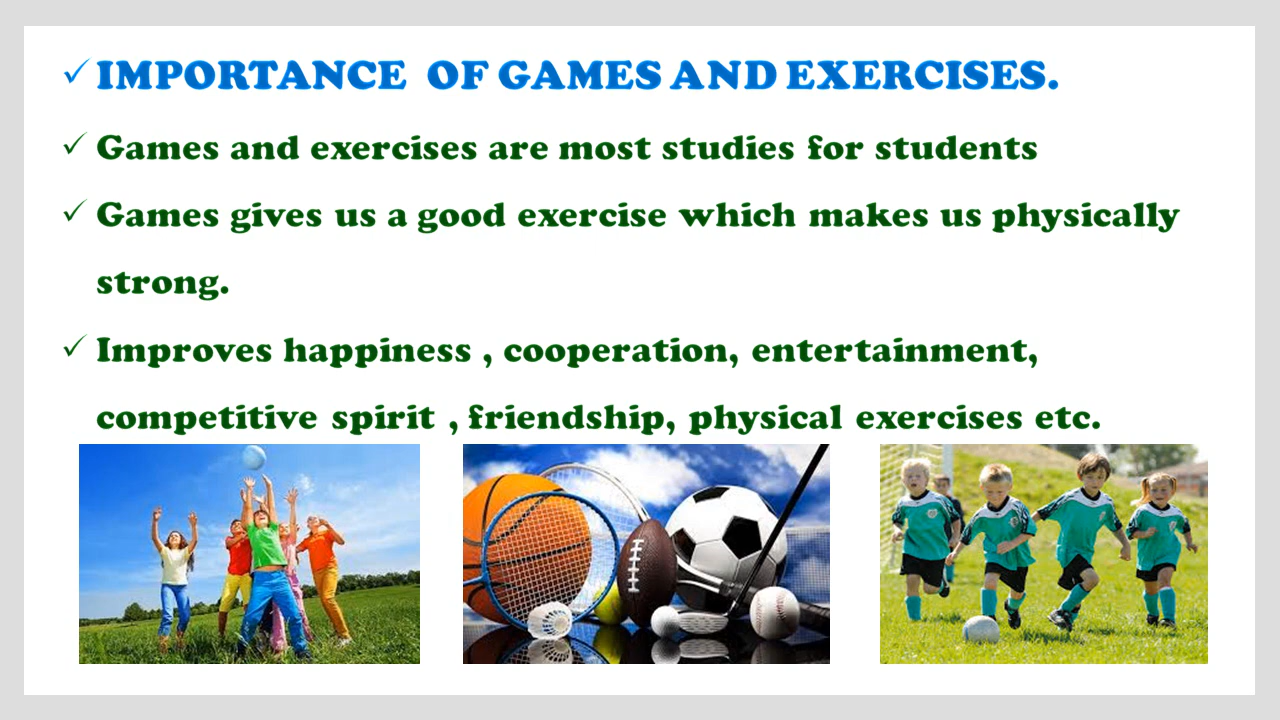 ✓ IMPORTANCE OF GAMES AND EXERCISES.
✓ Games and exercises are most studies for students
✓ Games gives us a good exercise which makes us physically
strong.
✓ Improves happiness , cooperation, entertainment,
competitive spirit , friendship, physical exercises etc.